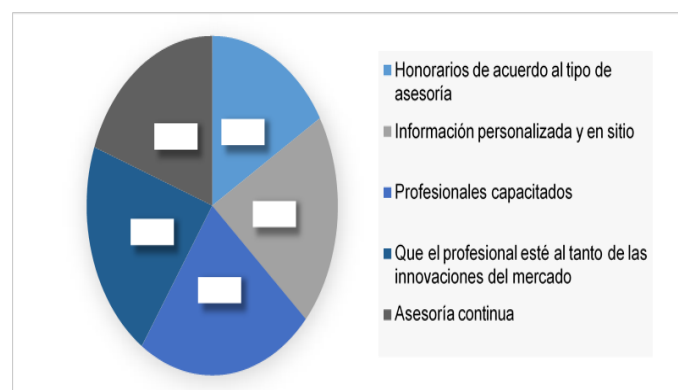 Honorarios de acuerdo al tipo de
asesoría
Información personalizada y en sitio
Profesionales capacitados
Que el profesional esté al tanto de las
innovaciones del mercado
Asesoría continua